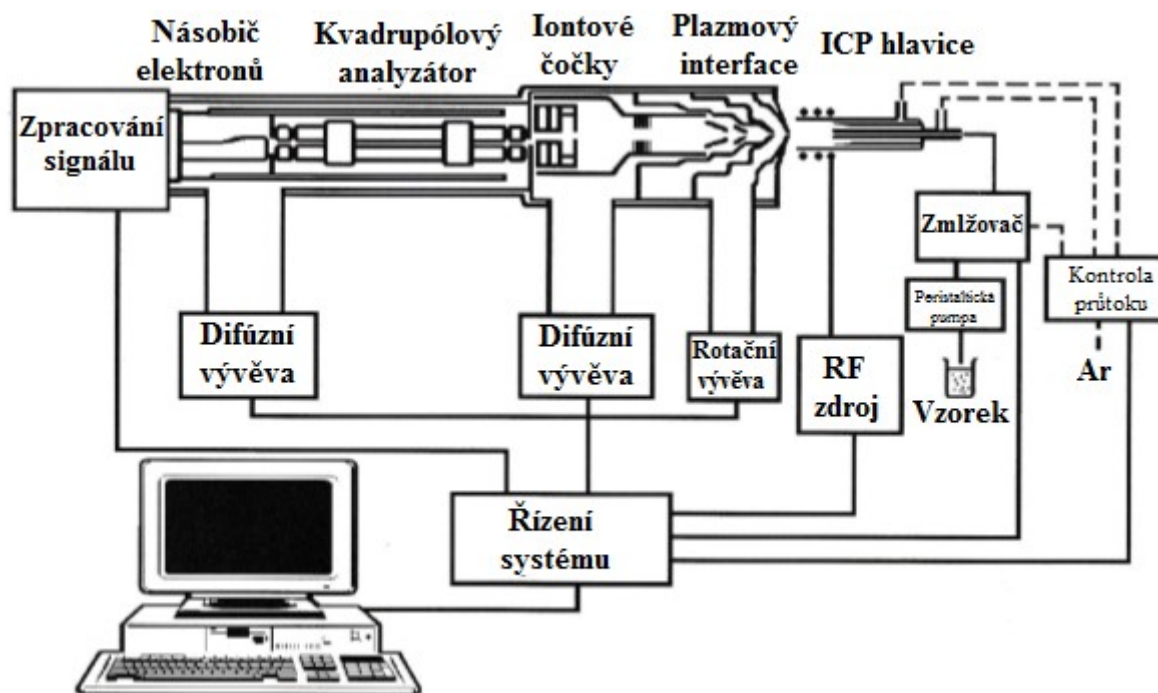 Násobič
elektronů
Kvadrupólový
analyzátor
Iontové
čočky
Plazmový
interface
ICP hlavice
Zpracování
signálu
Zmlžovač
Kontrola
průtoku
Peristaltická
pumpa
Difúzní
vývěva
Difúzní
vývěva
Rotační
vývěva
RF
zdroj
Ar
Vzorek
Řízení
systému